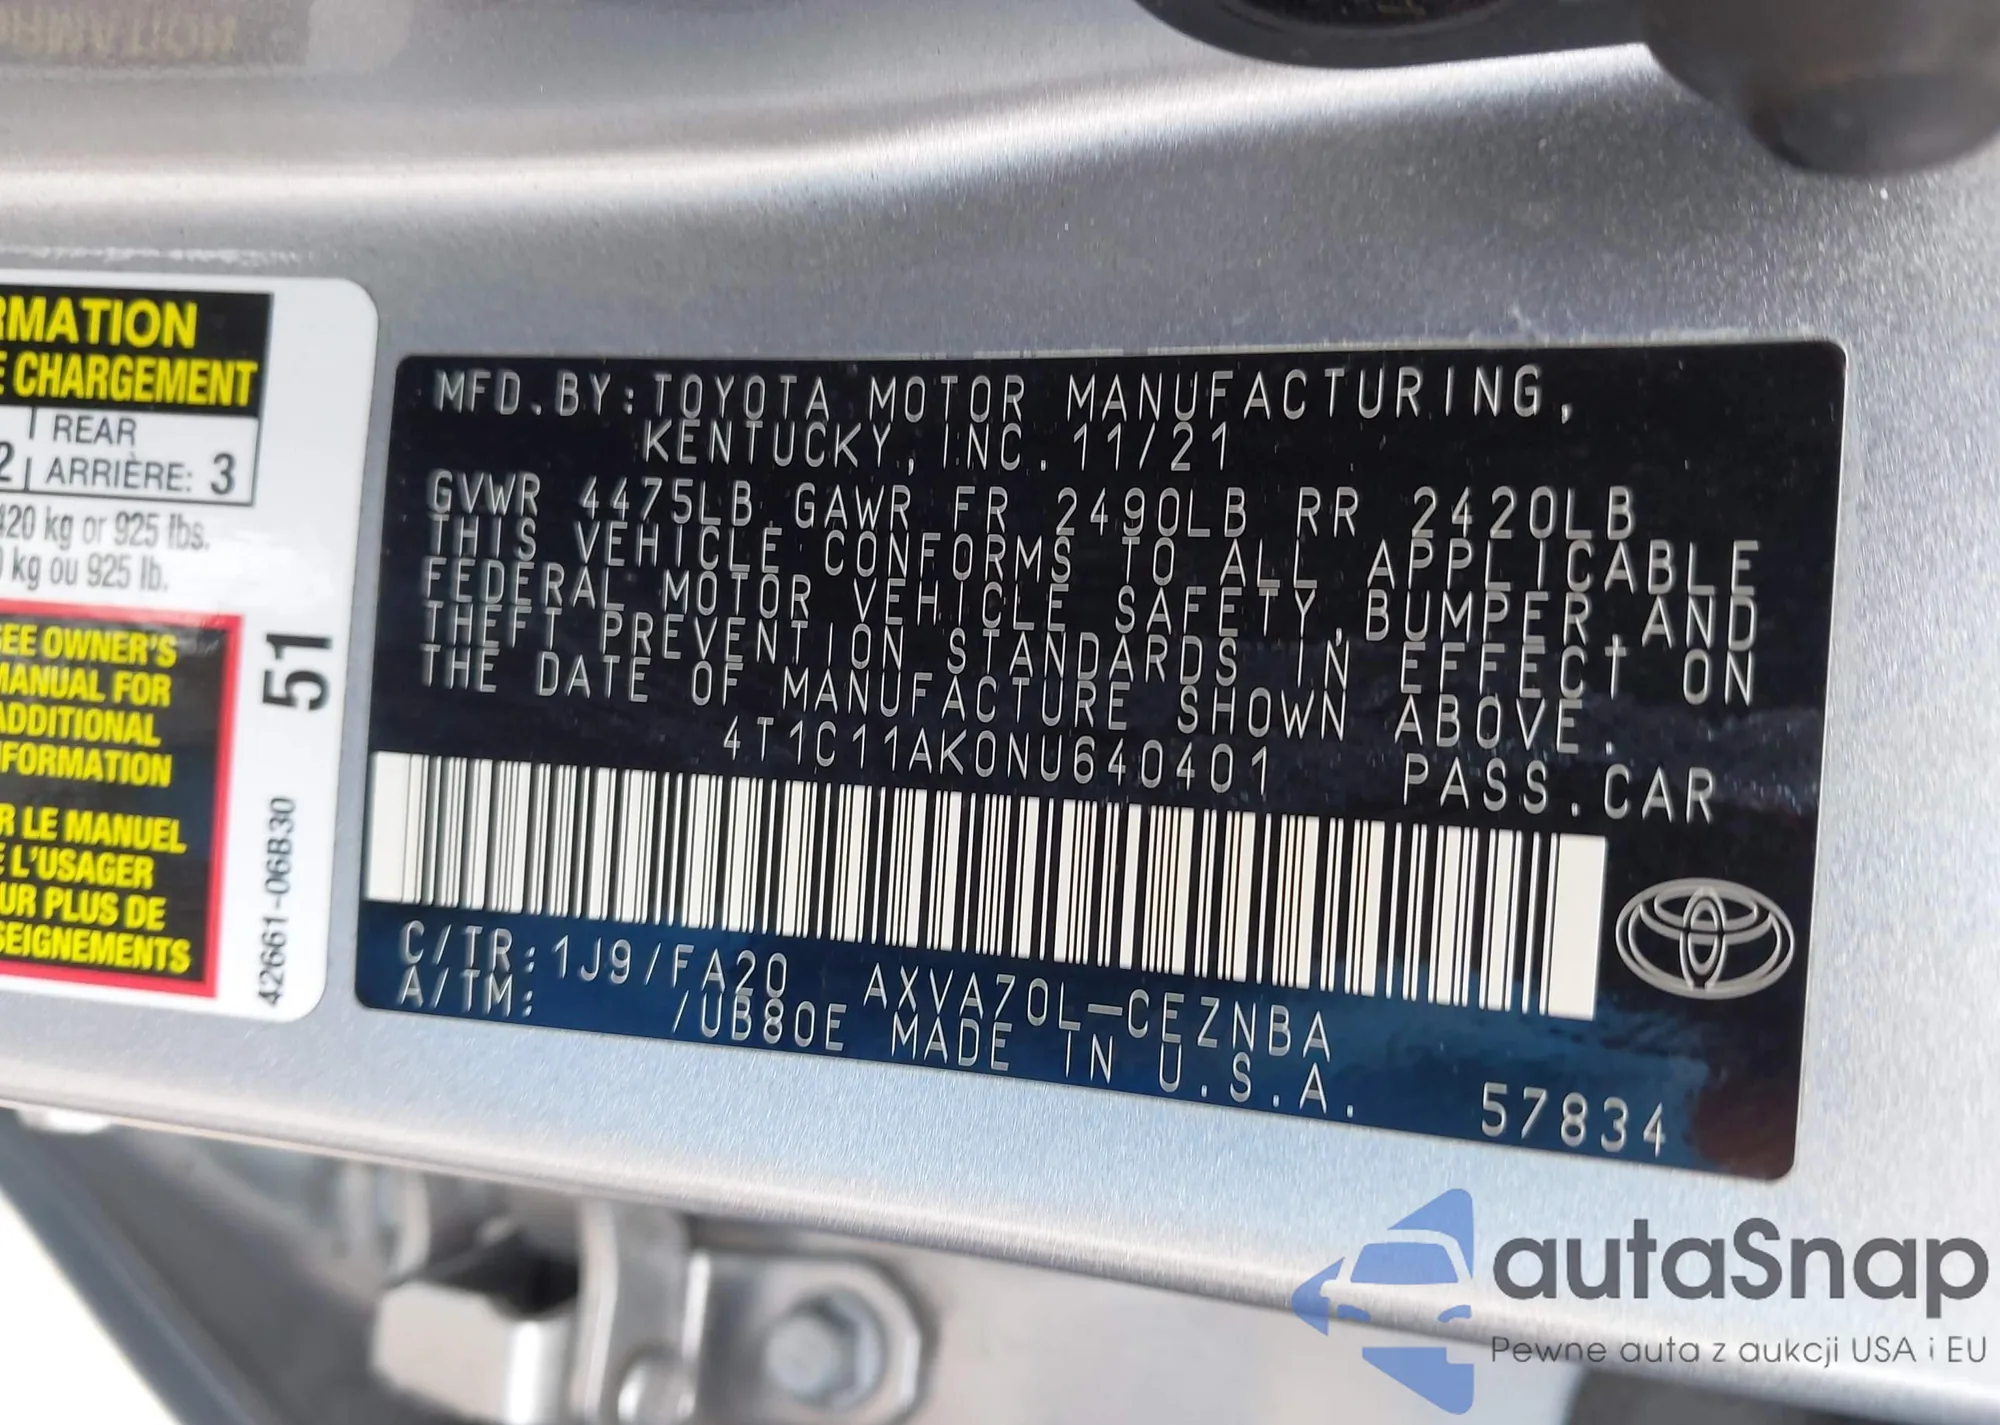 RMATION
E CHARGEMENT
2 | REAR
ARRIÈRE: 3
420 kg or 925 lbs.
kg ou 925 lb.
SEE OWNER'S
MANUAL FOR
ADDITIONAL
INFORMATION
R LE MANUEL
E L'USAGER
UR PLUS DE
SEIGNEMENTS
51
42661-06B30
MFD.BY:TOYOTA MOTOR MANUFACTURING,
KENTUCKY,INC. 11/21
GVWR 4475LB GAWR FR 2490LB RR 2420LB
THIS VEHICLE CONFORMS TO ALL APPLICABLE
FEDERAL MOTOR VEHICLE SAFETY,BUMPER,AND
THEFT PREVENTION STANDARDS IN EFFECT ON
THE DATE OF MANUFACTURE SHOWN ABOVE.
4T1C11AK0NU640401 PASS.CAR
C/TR:1J9/FA20 AXVA70L-CEZNBA
A/TM: /UB80E MADE IN U.S.A.
57834
autaSnap
Pewne auta z aukcji USA i EU